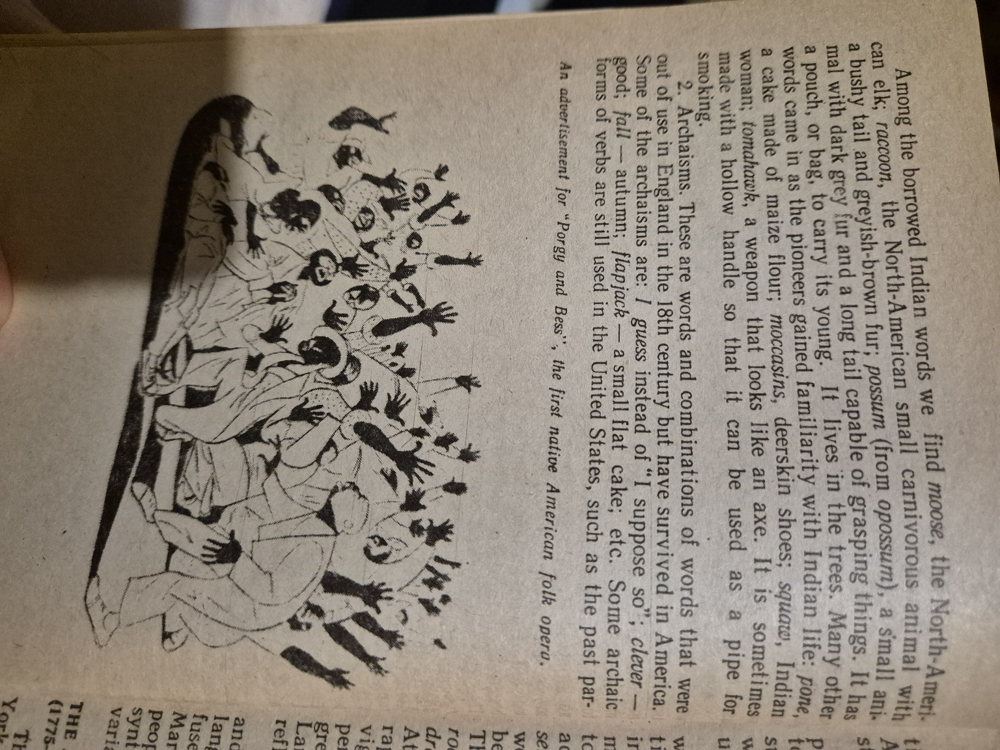 Among the borrowed Indian words we find moose, the North-Ameri-
can elk; raccoon, the North-American small carnivorous animal with
a bushy tail and greyish-brown fur; possum (from opossum), a small ani-
mal with dark grey fur and a long tail capable of grasping things. It has
a pouch, or bag, to carry its young. It lives in the trees. Many other
words came in as the pioneers gained familiarity with Indian life: pone,
a cake made of maize flour; moccasins, deerskin shoes; squaw, Indian
woman; tomahawk, a weapon that looks like an axe. It is sometimes
made with a hollow handle so that it can be used as a pipe for
smoking.
2. Archaisms. These are words and combinations of words that were
out of use in England in the 18th century but have survived in America.
Some of the archaisms are: I guess instead of "I suppose so"; clever —
good; fall — autumn; flapjack — a small flat cake; etc. Some archaic
forms of verbs are still used in the United States, such as the past par-
An advertisement for "Porgy and Bess", the first native American folk opera.
THE
(1775-
Th
York